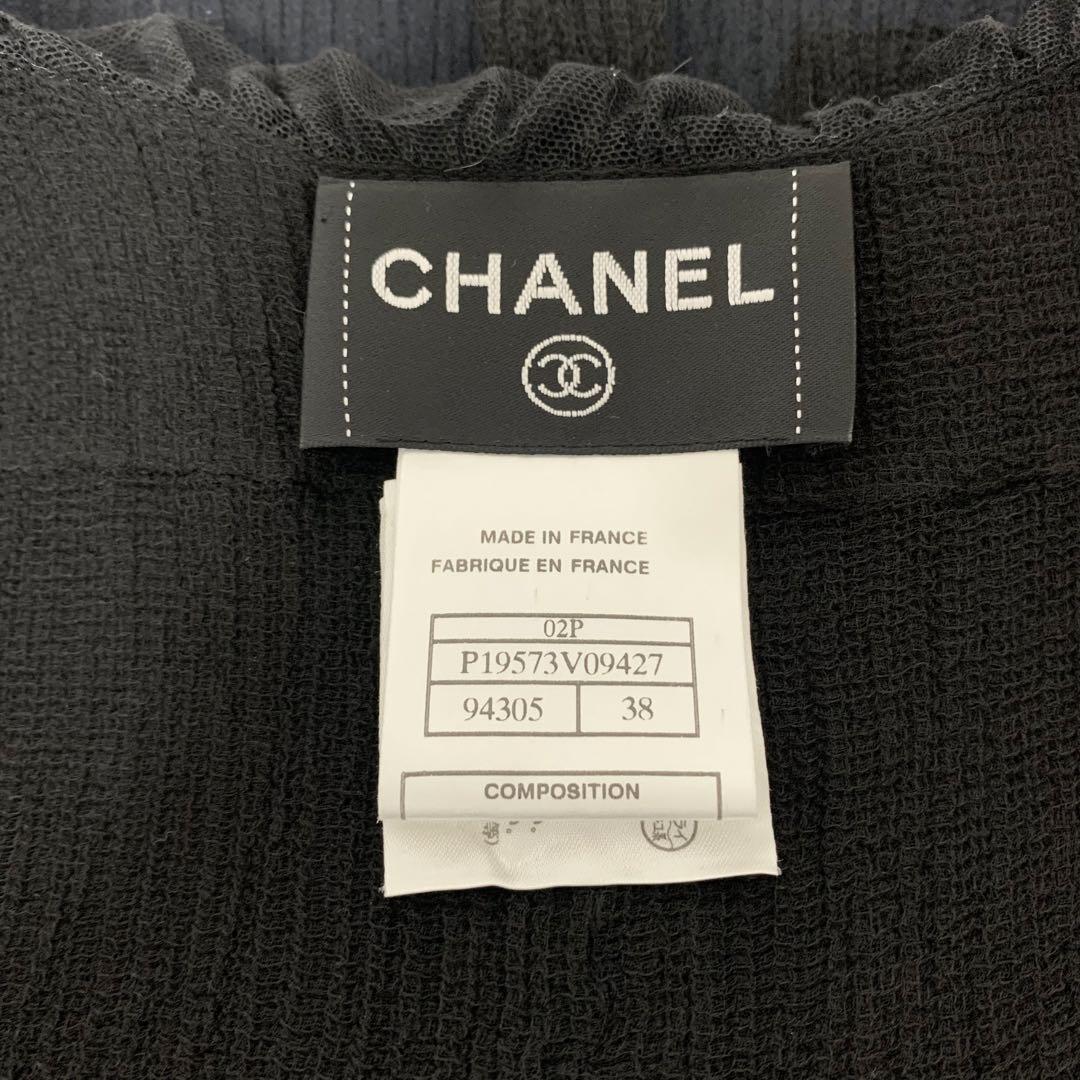 CHANEL
MADE IN FRANCE
FABRIQUE EN FRANCE
02P
P19573V09427
94305 38
COMPOSITION